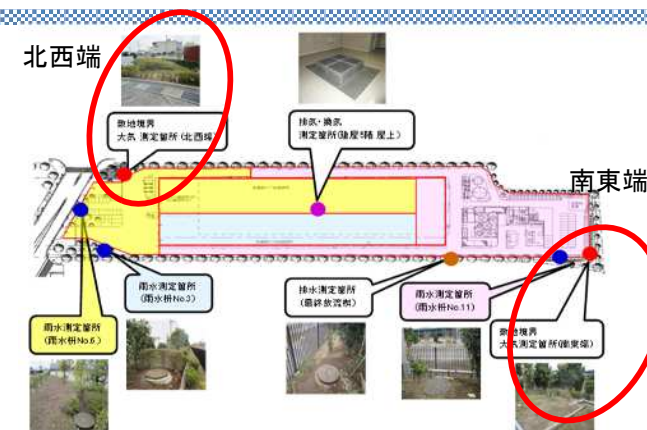 北西端
敷地境界
大気 測定箇所(北西端)
排気・換気
測定箇所(建屋5階 屋上)
南東端
雨水測定箇所
(雨水桝No.3)
排水測定箇所
(最終放流桝)
雨水測定箇所
(雨水桝No.11)
雨水測定箇所
(雨水桝No.6)
敷地境界
大気測定箇所(南東端)